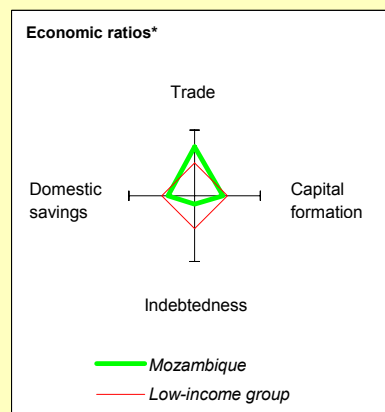 Economic ratios*
Trade
Domestic
savings
Capital
formation
Indebtedness
Mozambique
Low-income group